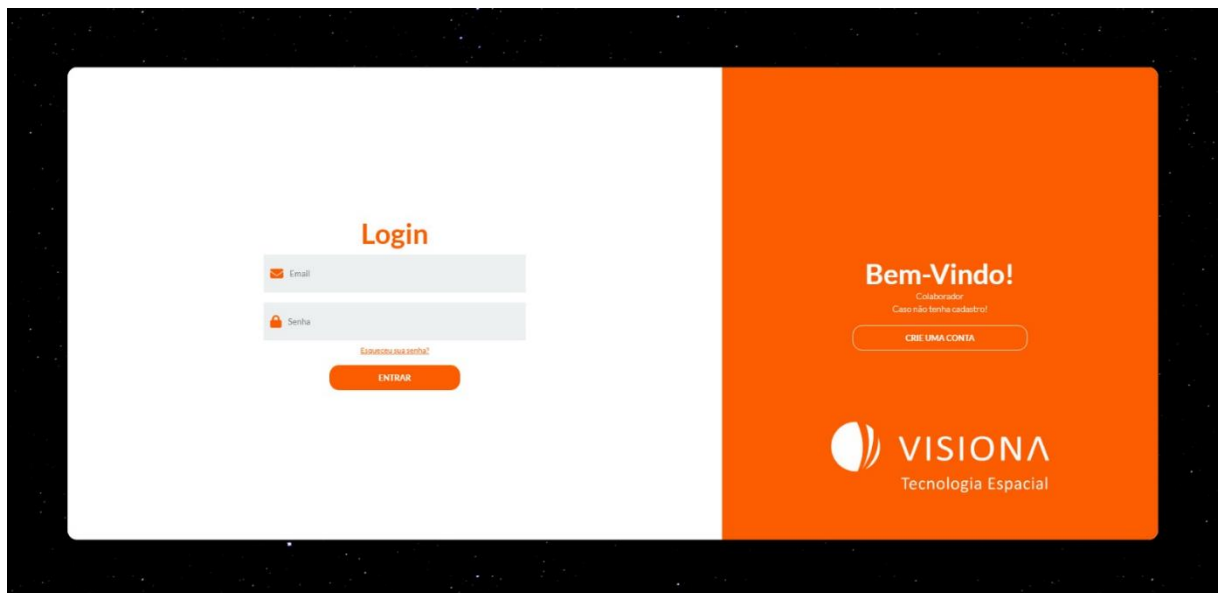 Login
Email
Senha
Esqueceu sua senha?
ENTRAR
Bem-Vindo!
Colaborador
Caso não tenha cadastro!
CRIE UMA CONTA
VISIONA
Tecnologia Espacial